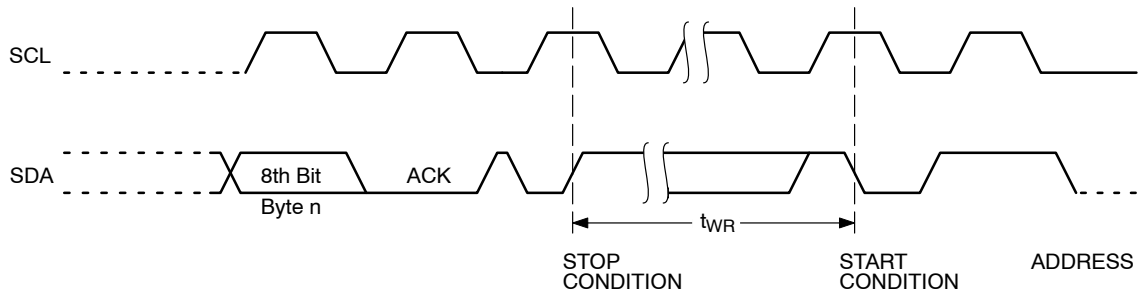 SCL
SDA
8th Bit
Byte n
ACK
tWR
STOP
CONDITION
START
CONDITION
ADDRESS